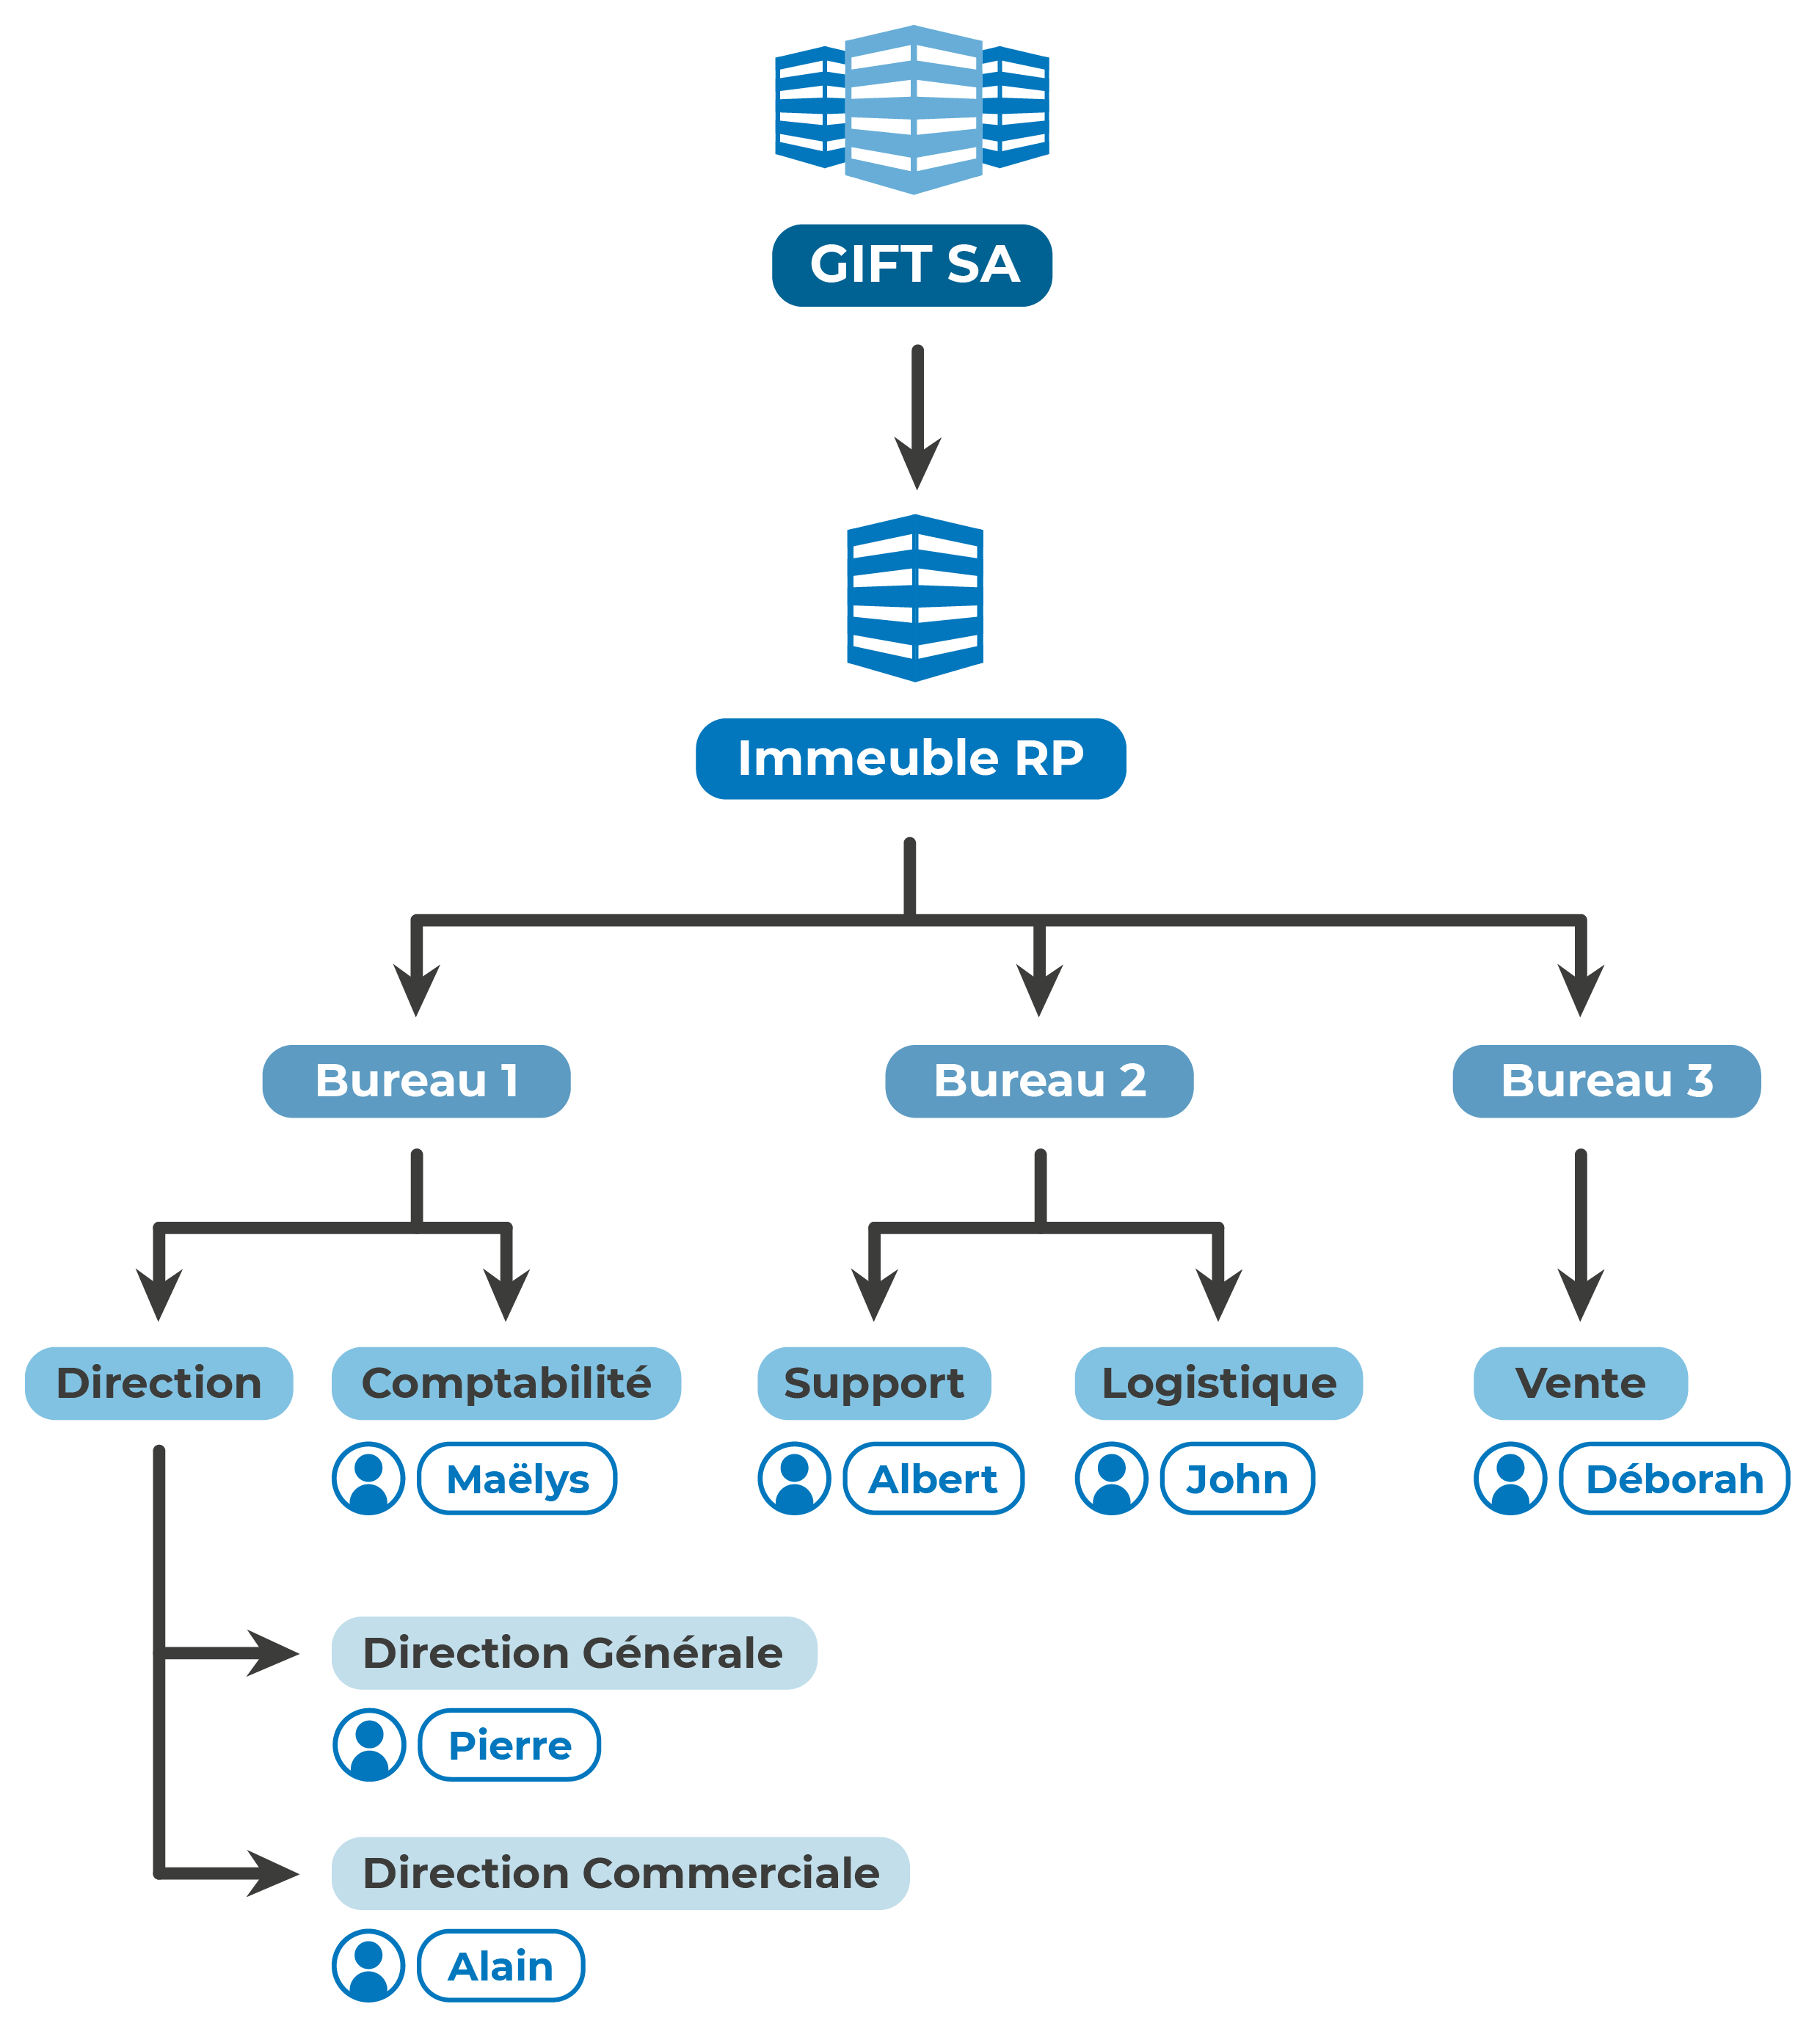 GIFT SA
Immeuble RP
Bureau 1
Bureau 2
Bureau 3
Direction
Comptabilité
Support
Logistique
Vente
Maëlys
Albert
John
Déborah
Direction Générale
Pierre
Direction Commerciale
Alain